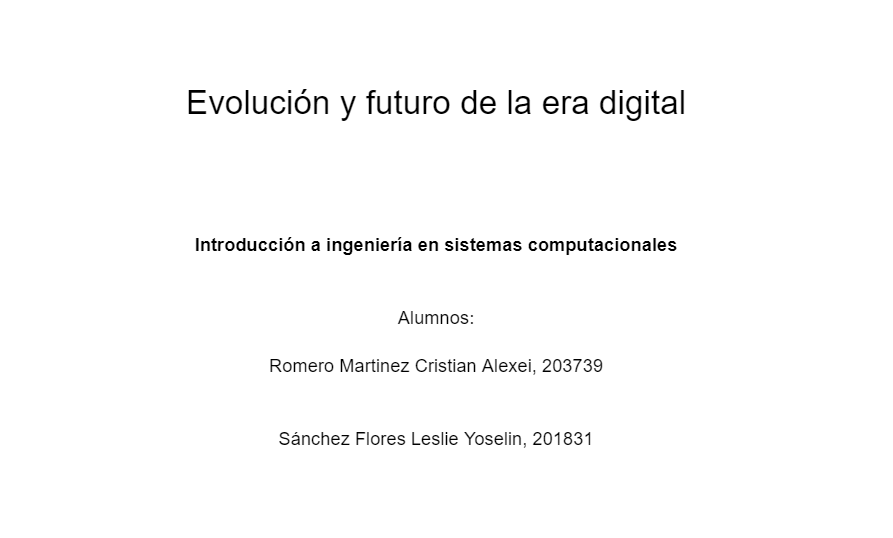 Evolución y futuro de la era digital
Introducción a ingeniería en sistemas computacionales
Alumnos:
Romero Martinez Cristian Alexei, 203739
Sánchez Flores Leslie Yoselin, 201831